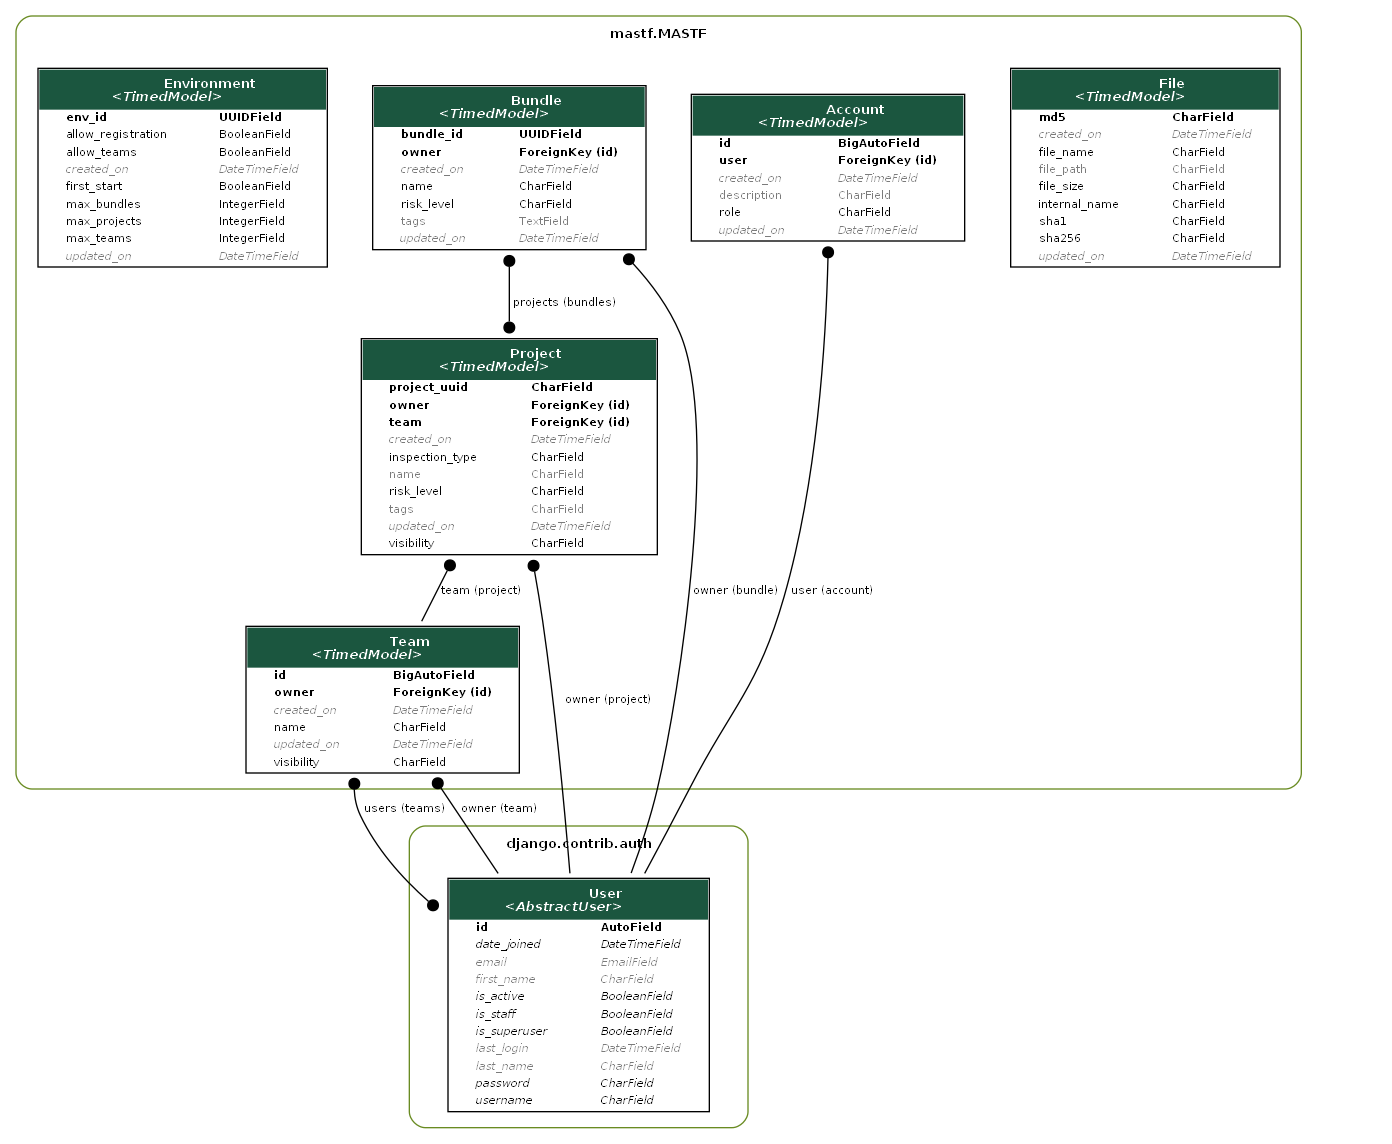 mastf.MASTF
Environment
<TimedModel>
env_id UUIDField
allow_registration BooleanField
allow_teams BooleanField
created_on DateTimeField
first_start BooleanField
max_bundles IntegerField
max_projects IntegerField
max_teams IntegerField
updated_on DateTimeField
Bundle
<TimedModel>
bundle_id UUIDField
owner ForeignKey (id)
created_on DateTimeField
name CharField
risk_level CharField
tags TextField
updated_on DateTimeField
Account
<TimedModel>
id BigAutoField
user ForeignKey (id)
created_on DateTimeField
description CharField
role CharField
updated_on DateTimeField
File
<TimedModel>
md5 CharField
created_on DateTimeField
file_name CharField
file_path CharField
file_size CharField
internal_name CharField
sha1 CharField
sha256 CharField
updated_on DateTimeField
projects (bundles)
Project
<TimedModel>
project_uuid CharField
owner ForeignKey (id)
team ForeignKey (id)
created_on DateTimeField
inspection_type CharField
name CharField
risk_level CharField
tags CharField
updated_on DateTimeField
visibility CharField
team (project)
owner (bundle)
user (account)
Team
<TimedModel>
id BigAutoField
owner ForeignKey (id)
created_on DateTimeField
name CharField
updated_on DateTimeField
visibility CharField
owner (project)
users (teams)
owner (team)
django.contrib.auth
User
<AbstractUser>
id AutoField
date_joined DateTimeField
email EmailField
first_name CharField
is_active BooleanField
is_staff BooleanField
is_superuser BooleanField
last_login DateTimeField
last_name CharField
password CharField
username CharField